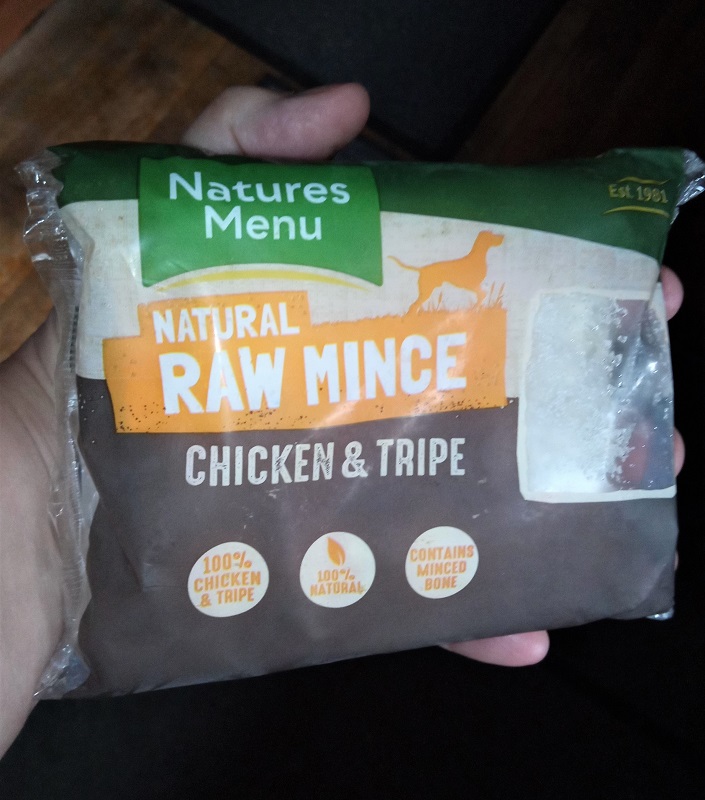 Natures
Menu
Est. 1981
NATURAL
RAW MINCE
CHICKEN & TRIPE
100%
CHICKEN
& TRIPE
100%
NATURAL
CONTAINS
MINCED
BONE